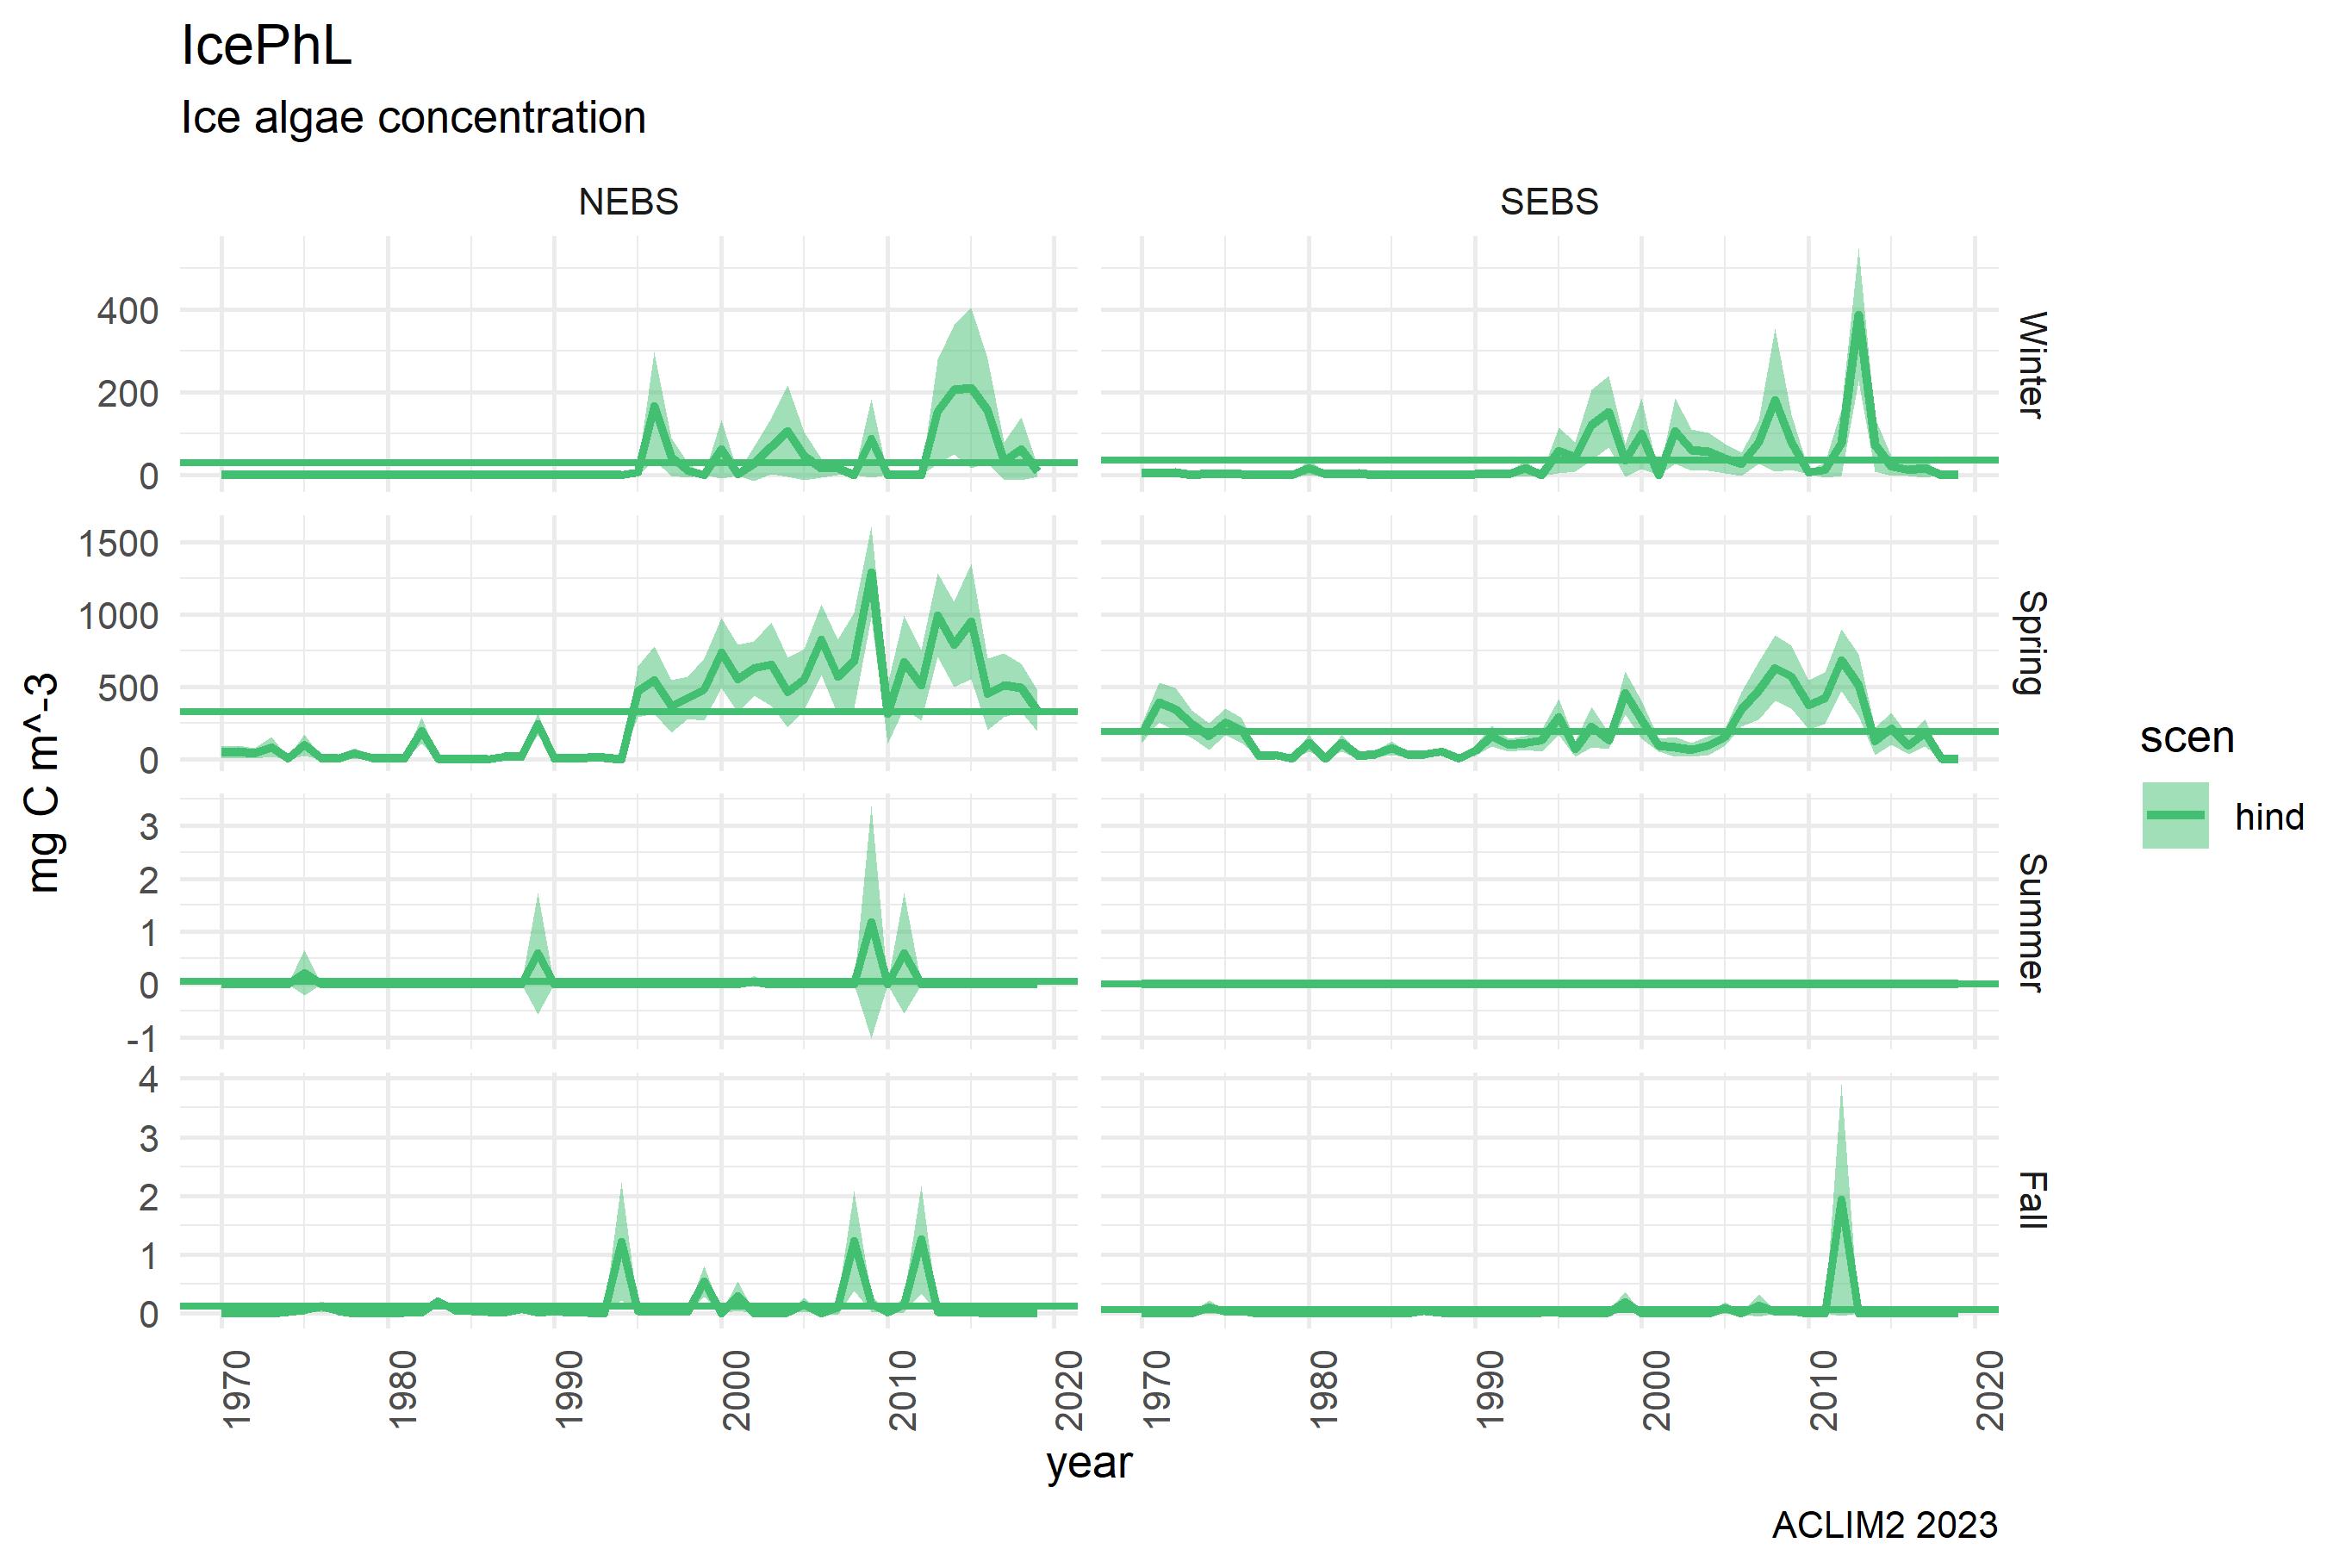 IcePhL
Ice algae concentration
NEBS
SEBS
400
200
0
Winter
1500
1000
500
0
Spring
3
2
1
0
-1
Summer
4
3
2
1
0
Fall
mg C m^-3
1970
1980
1990
2000
2010
2020
1970
1980
1990
2000
2010
2020
year
scen
hind
ACLIM2 2023